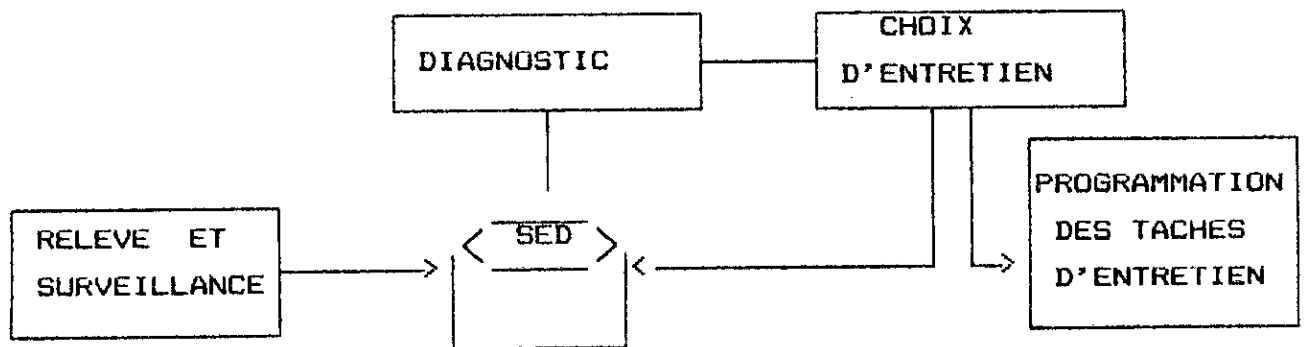 DIAGNOSTIC
CHOIX
D'ENTRETIEN
PROGRAMMATION
DES TACHES
D'ENTRETIEN
RELEVE ET
SURVEILLANCE
SED